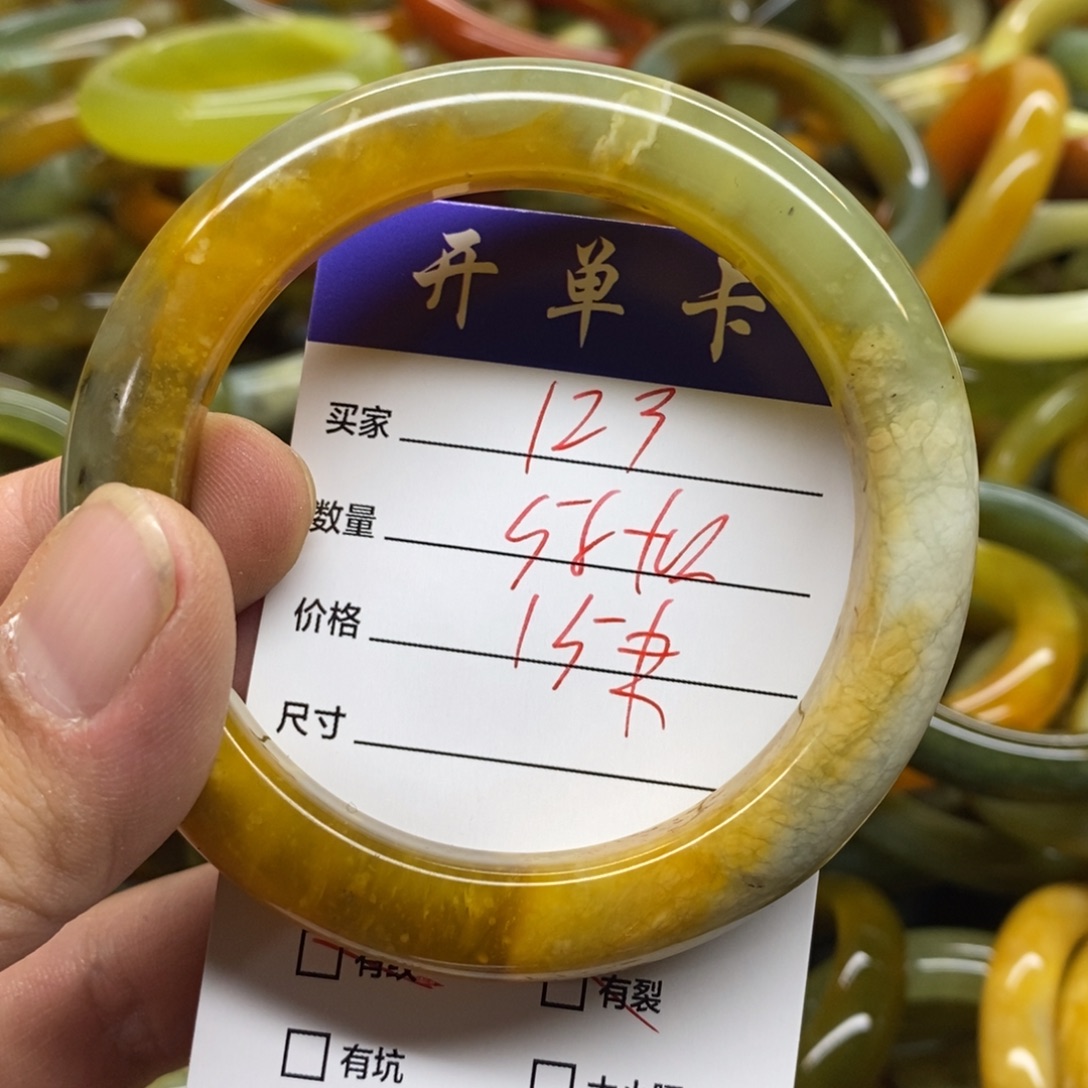 开单卡
买家 123
数量 58
价格 15
尺寸
有裂
有坑